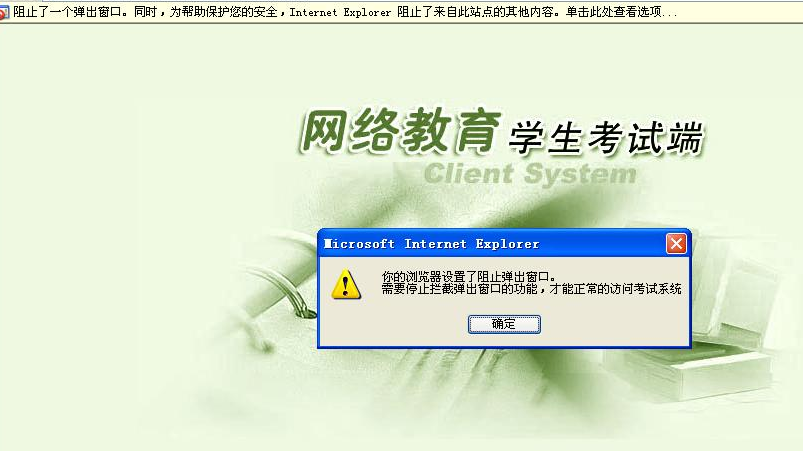 阻止了一个弹出窗口。同时，为帮助保护您的安全，Internet Explorer 阻止了来自此站点的其他内容。单击此处查看选项...
网络教育学生考试端
Client System
Microsoft Internet Explorer
你的浏览器设置了阻止弹出窗口。
需要停止拦截弹出窗口的功能，才能正常的访问考试系统
确定